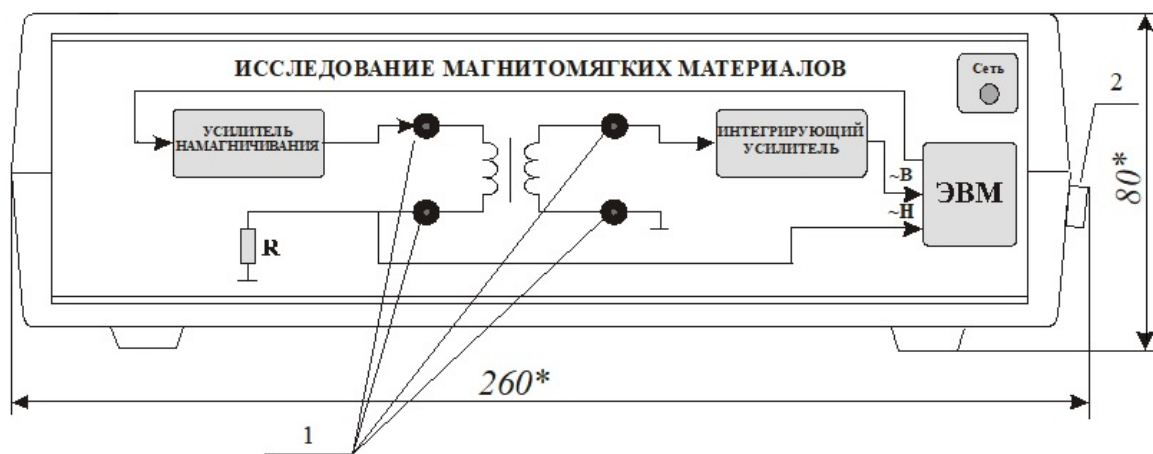 ИССЛЕДОВАНИЕ МАГНИТОМЯГКИХ МАТЕРИАЛОВ
Сеть
2
УСИЛИТЕЛЬ
НАМАГНИЧИВАНИЯ
ИНТЕГРИРУЮЩИЙ
УСИЛИТЕЛЬ
~В
~Н
ЭВМ
80*
R
260*
1